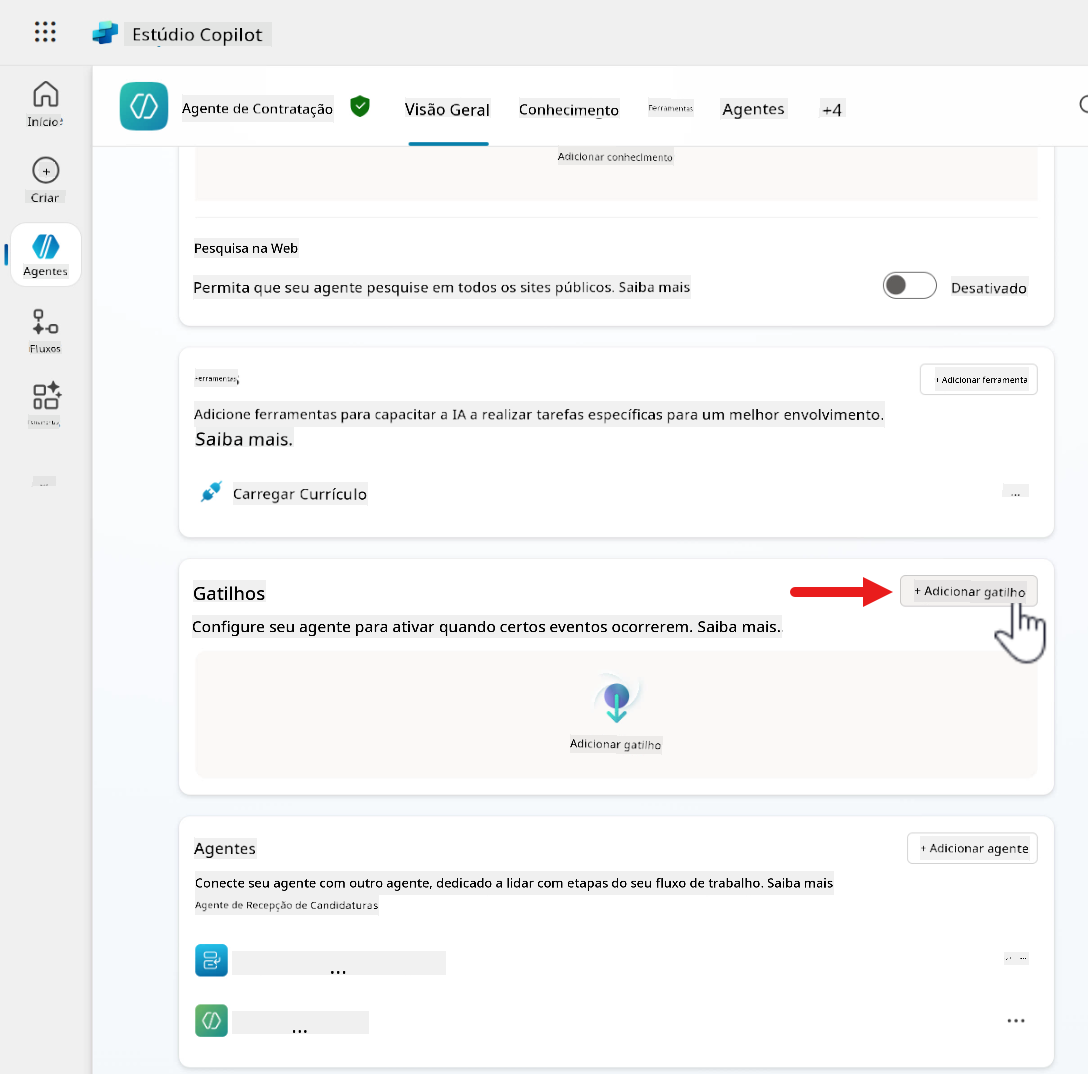 Estúdio Copilot
Início
Criar
Agentes
Fluxos
Agente de Contratação
Visão Geral
Conhecimento
Ferramentas
Agentes
+4
Adicionar conhecimento
Pesquisa na Web
Permita que seu agente pesquise em todos os sites públicos. Saiba mais
Desativado
Ferramentas
+ Adicionar ferramenta
Adicione ferramentas para capacitar a IA a realizar tarefas específicas para um melhor envolvimento.
Saiba mais.
Carregar Currículo
...
Gatilhos
+ Adicionar gatilho
Configure seu agente para ativar quando certos eventos ocorrerem. Saiba mais.
Adicionar gatilho
Agentes
+ Adicionar agente
Conecte seu agente com outro agente, dedicado a lidar com etapas do seu fluxo de trabalho. Saiba mais
Agente de Recepção de Candidaturas
...
...